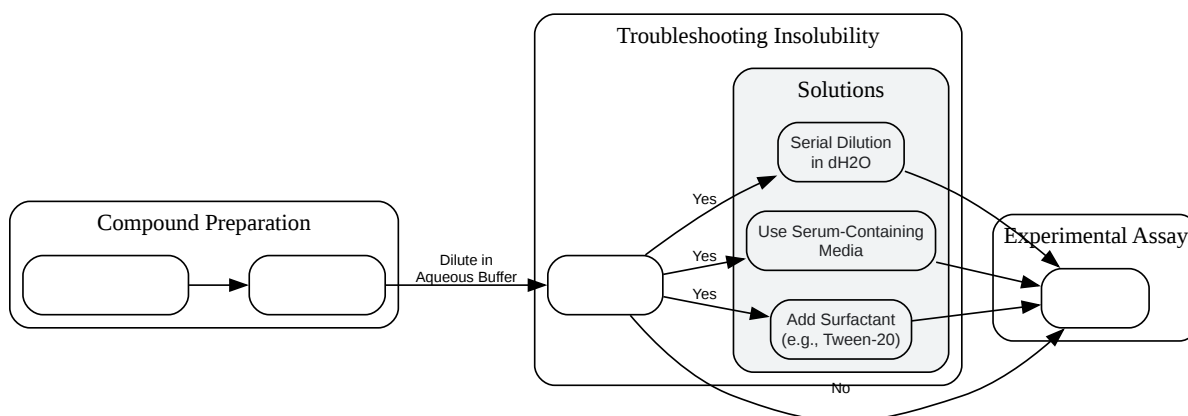 Troubleshooting Insolubility
Solutions
Serial Dilution
in dH2O
Yes
Compound Preparation
Use Serum-Containing
Media
Experimental Assay
Yes
Dilute in
Aqueous Buffer
Yes
Add Surfactant
(e.g., Tween-20)
No